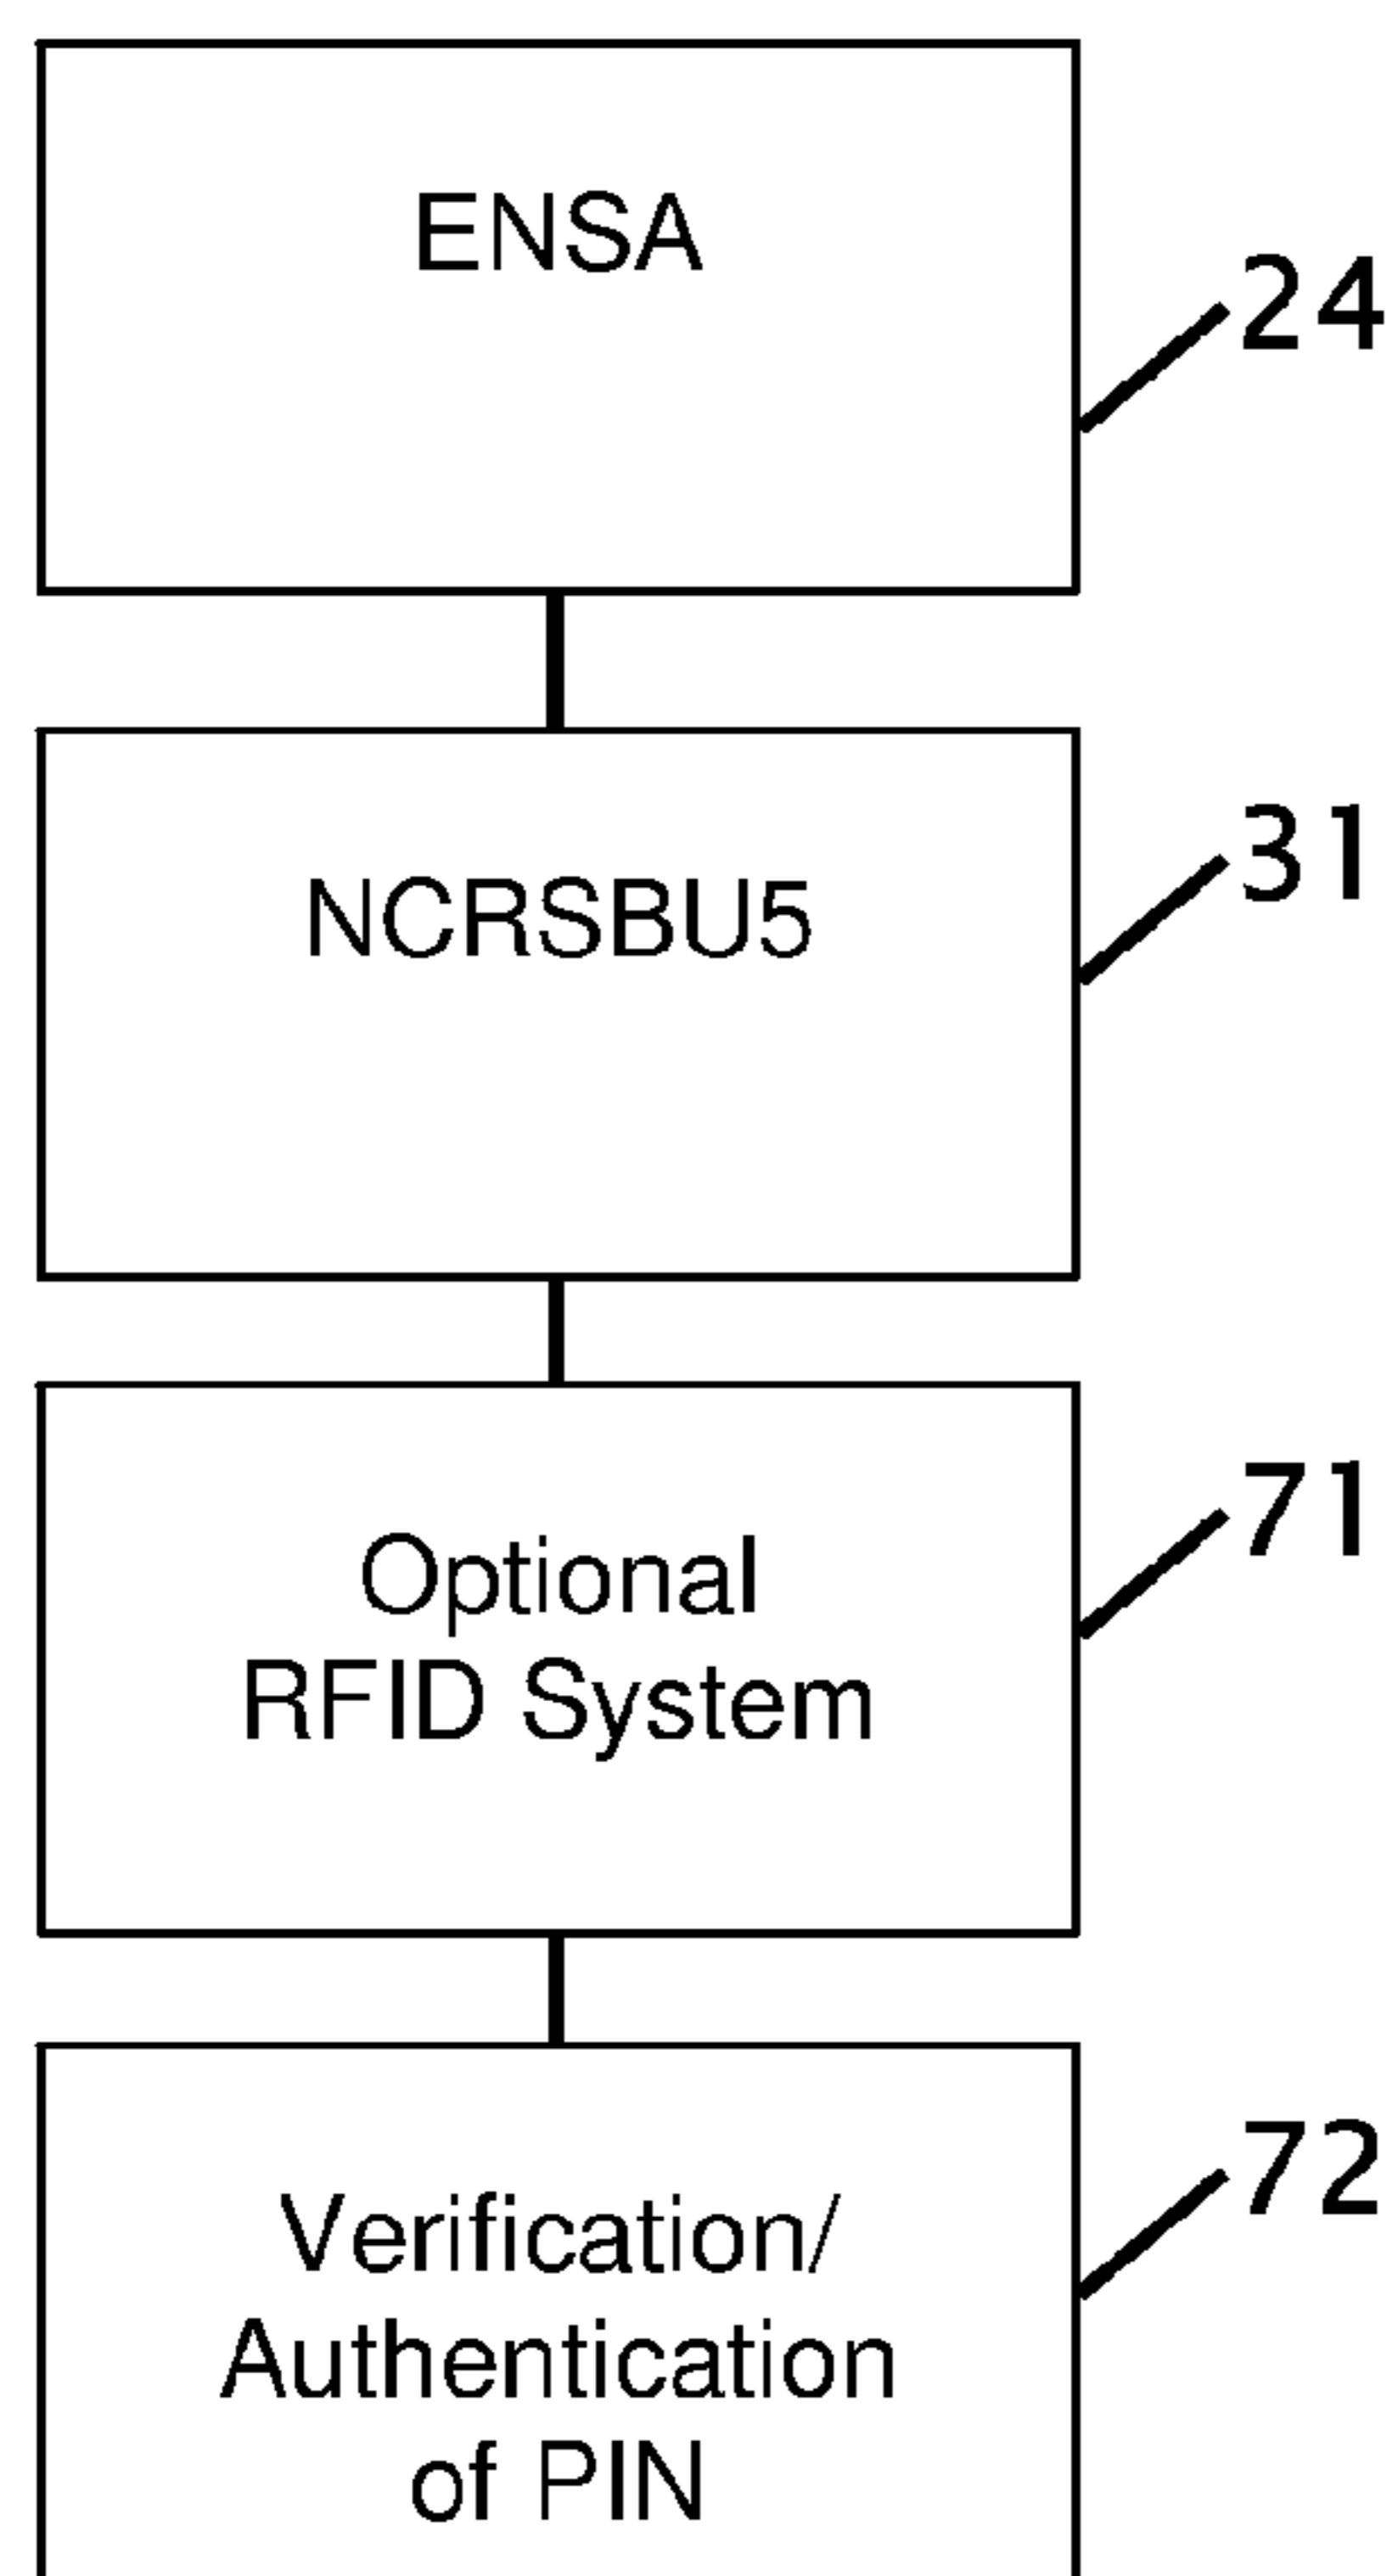 ENSA
24
NCRSBU5
31
Optional
RFID System
71
Verification/
Authentication
of PIN
72